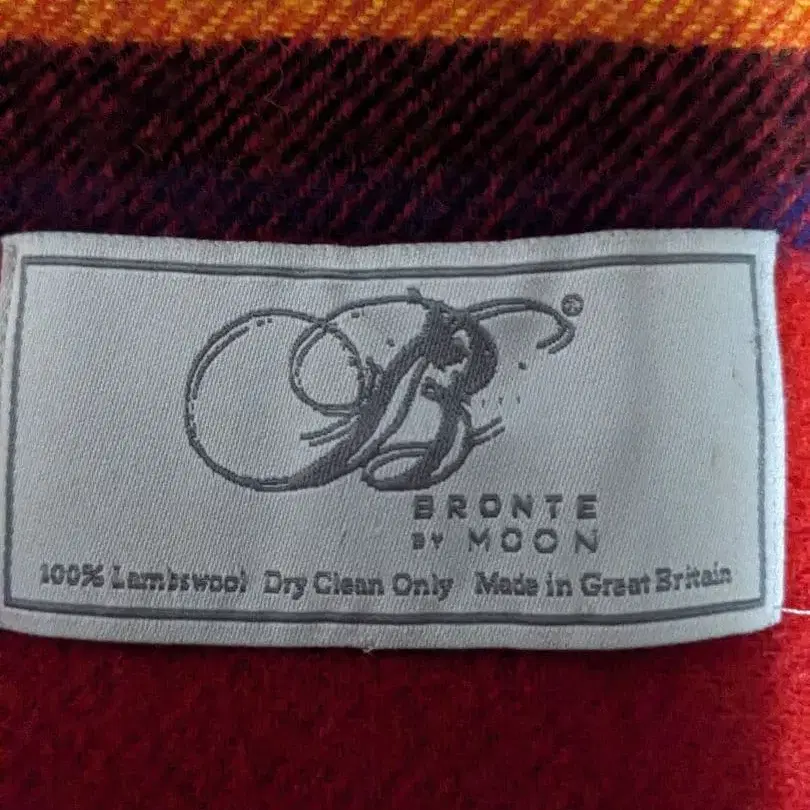 B ®
BRONTE
BY MOON
100% Lambswool Dry Clean Only Made in Great Britain